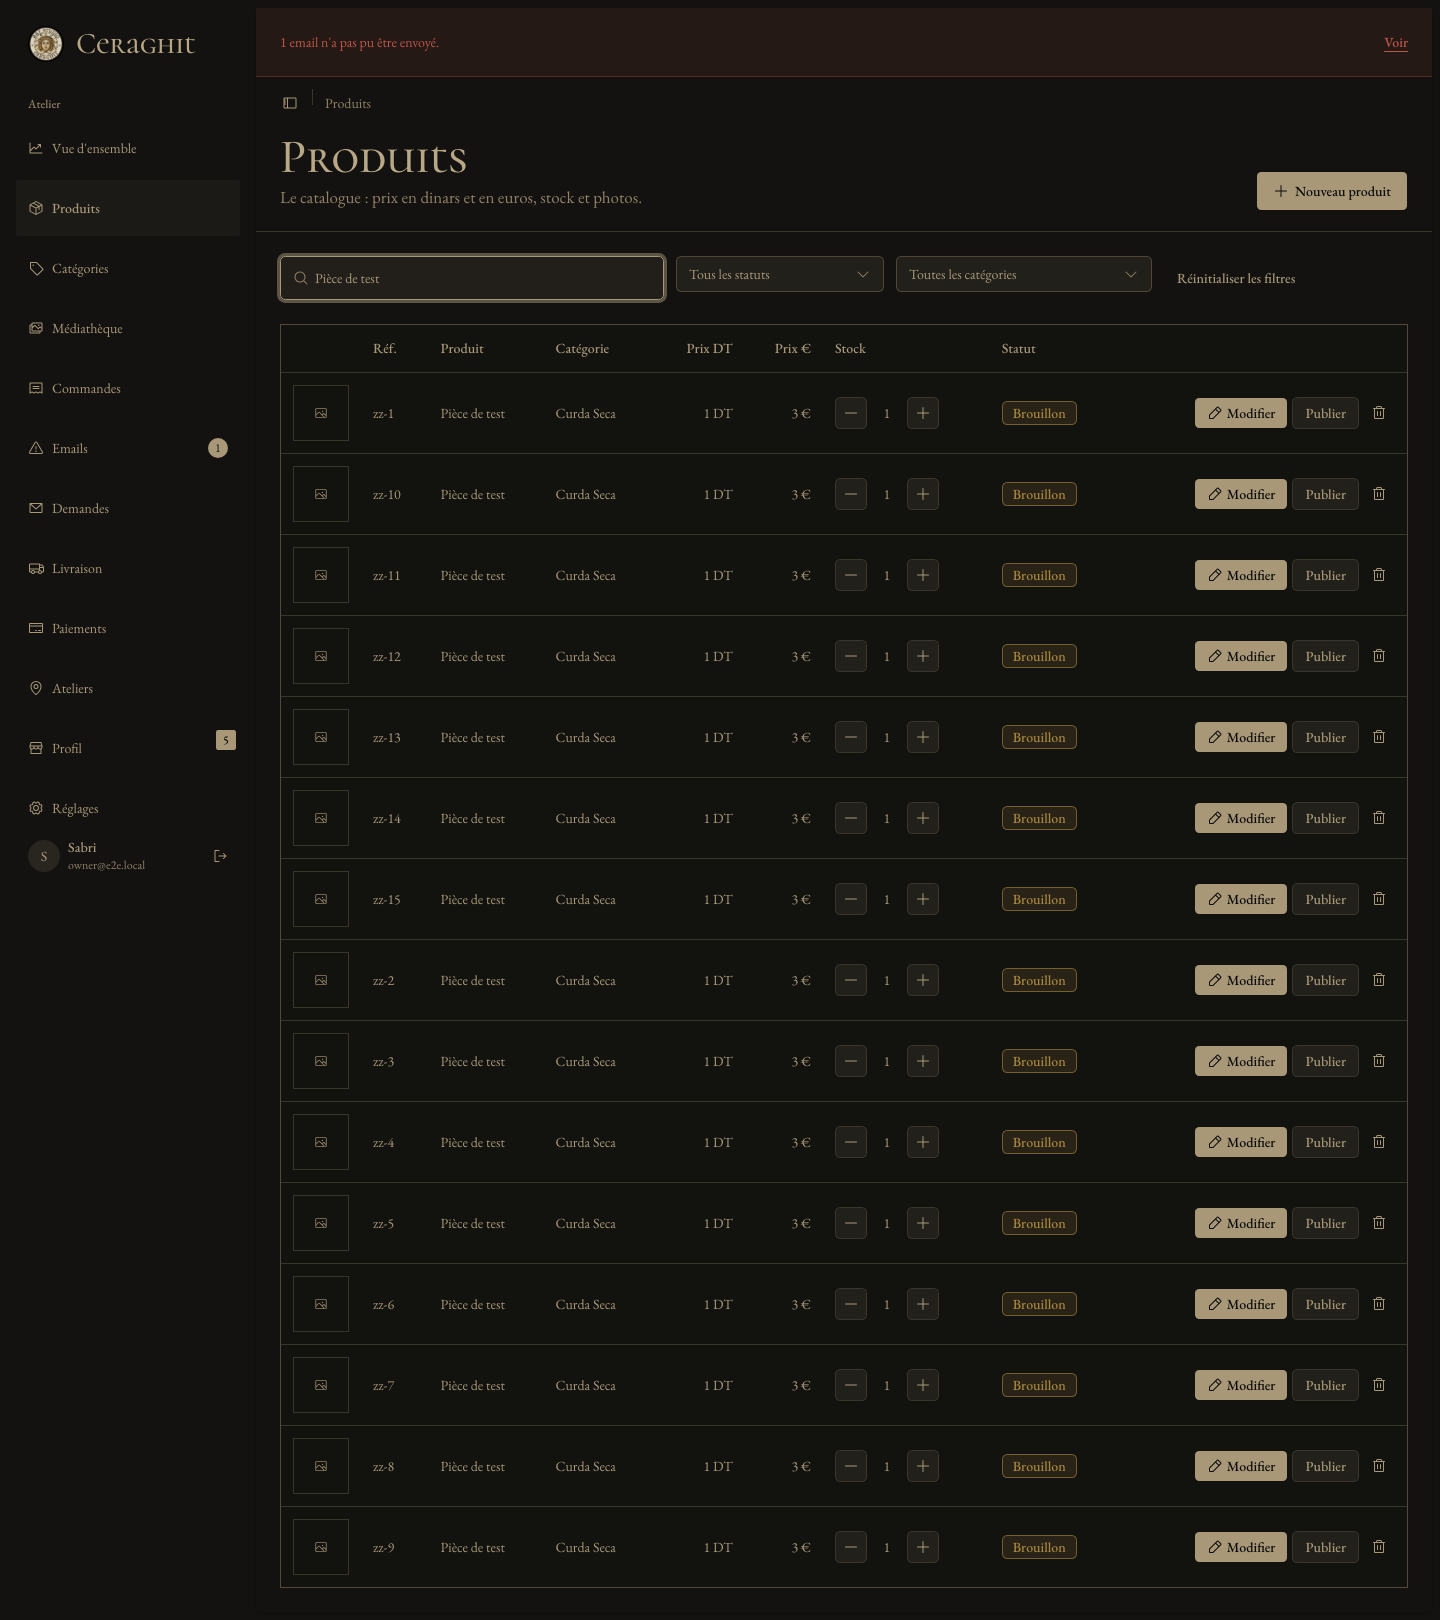 Ceraghit
Atelier
Vue d'ensemble
Produits
Catégories
Médiathèque
Commandes
Emails 1
Demandes
Livraison
Paiements
Ateliers
Profil 5
Réglages
S Sabri
owner@e2e.local
1 email n'a pas pu être envoyé. Voir
Produits
Produits
Le catalogue : prix en dinars et en euros, stock et photos.
Nouveau produit
Pièce de test Tous les statuts Toutes les catégories Réinitialiser les filtres
Réf. Produit Catégorie Prix DT Prix € Stock Statut
zz-1 Pièce de test Curda Seca 1 DT 3 € 1 Brouillon Modifier Publier
zz-10 Pièce de test Curda Seca 1 DT 3 € 1 Brouillon Modifier Publier
zz-11 Pièce de test Curda Seca 1 DT 3 € 1 Brouillon Modifier Publier
zz-12 Pièce de test Curda Seca 1 DT 3 € 1 Brouillon Modifier Publier
zz-13 Pièce de test Curda Seca 1 DT 3 € 1 Brouillon Modifier Publier
zz-14 Pièce de test Curda Seca 1 DT 3 € 1 Brouillon Modifier Publier
zz-15 Pièce de test Curda Seca 1 DT 3 € 1 Brouillon Modifier Publier
zz-2 Pièce de test Curda Seca 1 DT 3 € 1 Brouillon Modifier Publier
zz-3 Pièce de test Curda Seca 1 DT 3 € 1 Brouillon Modifier Publier
zz-4 Pièce de test Curda Seca 1 DT 3 € 1 Brouillon Modifier Publier
zz-5 Pièce de test Curda Seca 1 DT 3 € 1 Brouillon Modifier Publier
zz-6 Pièce de test Curda Seca 1 DT 3 € 1 Brouillon Modifier Publier
zz-7 Pièce de test Curda Seca 1 DT 3 € 1 Brouillon Modifier Publier
zz-8 Pièce de test Curda Seca 1 DT 3 € 1 Brouillon Modifier Publier
zz-9 Pièce de test Curda Seca 1 DT 3 € 1 Brouillon Modifier Publier